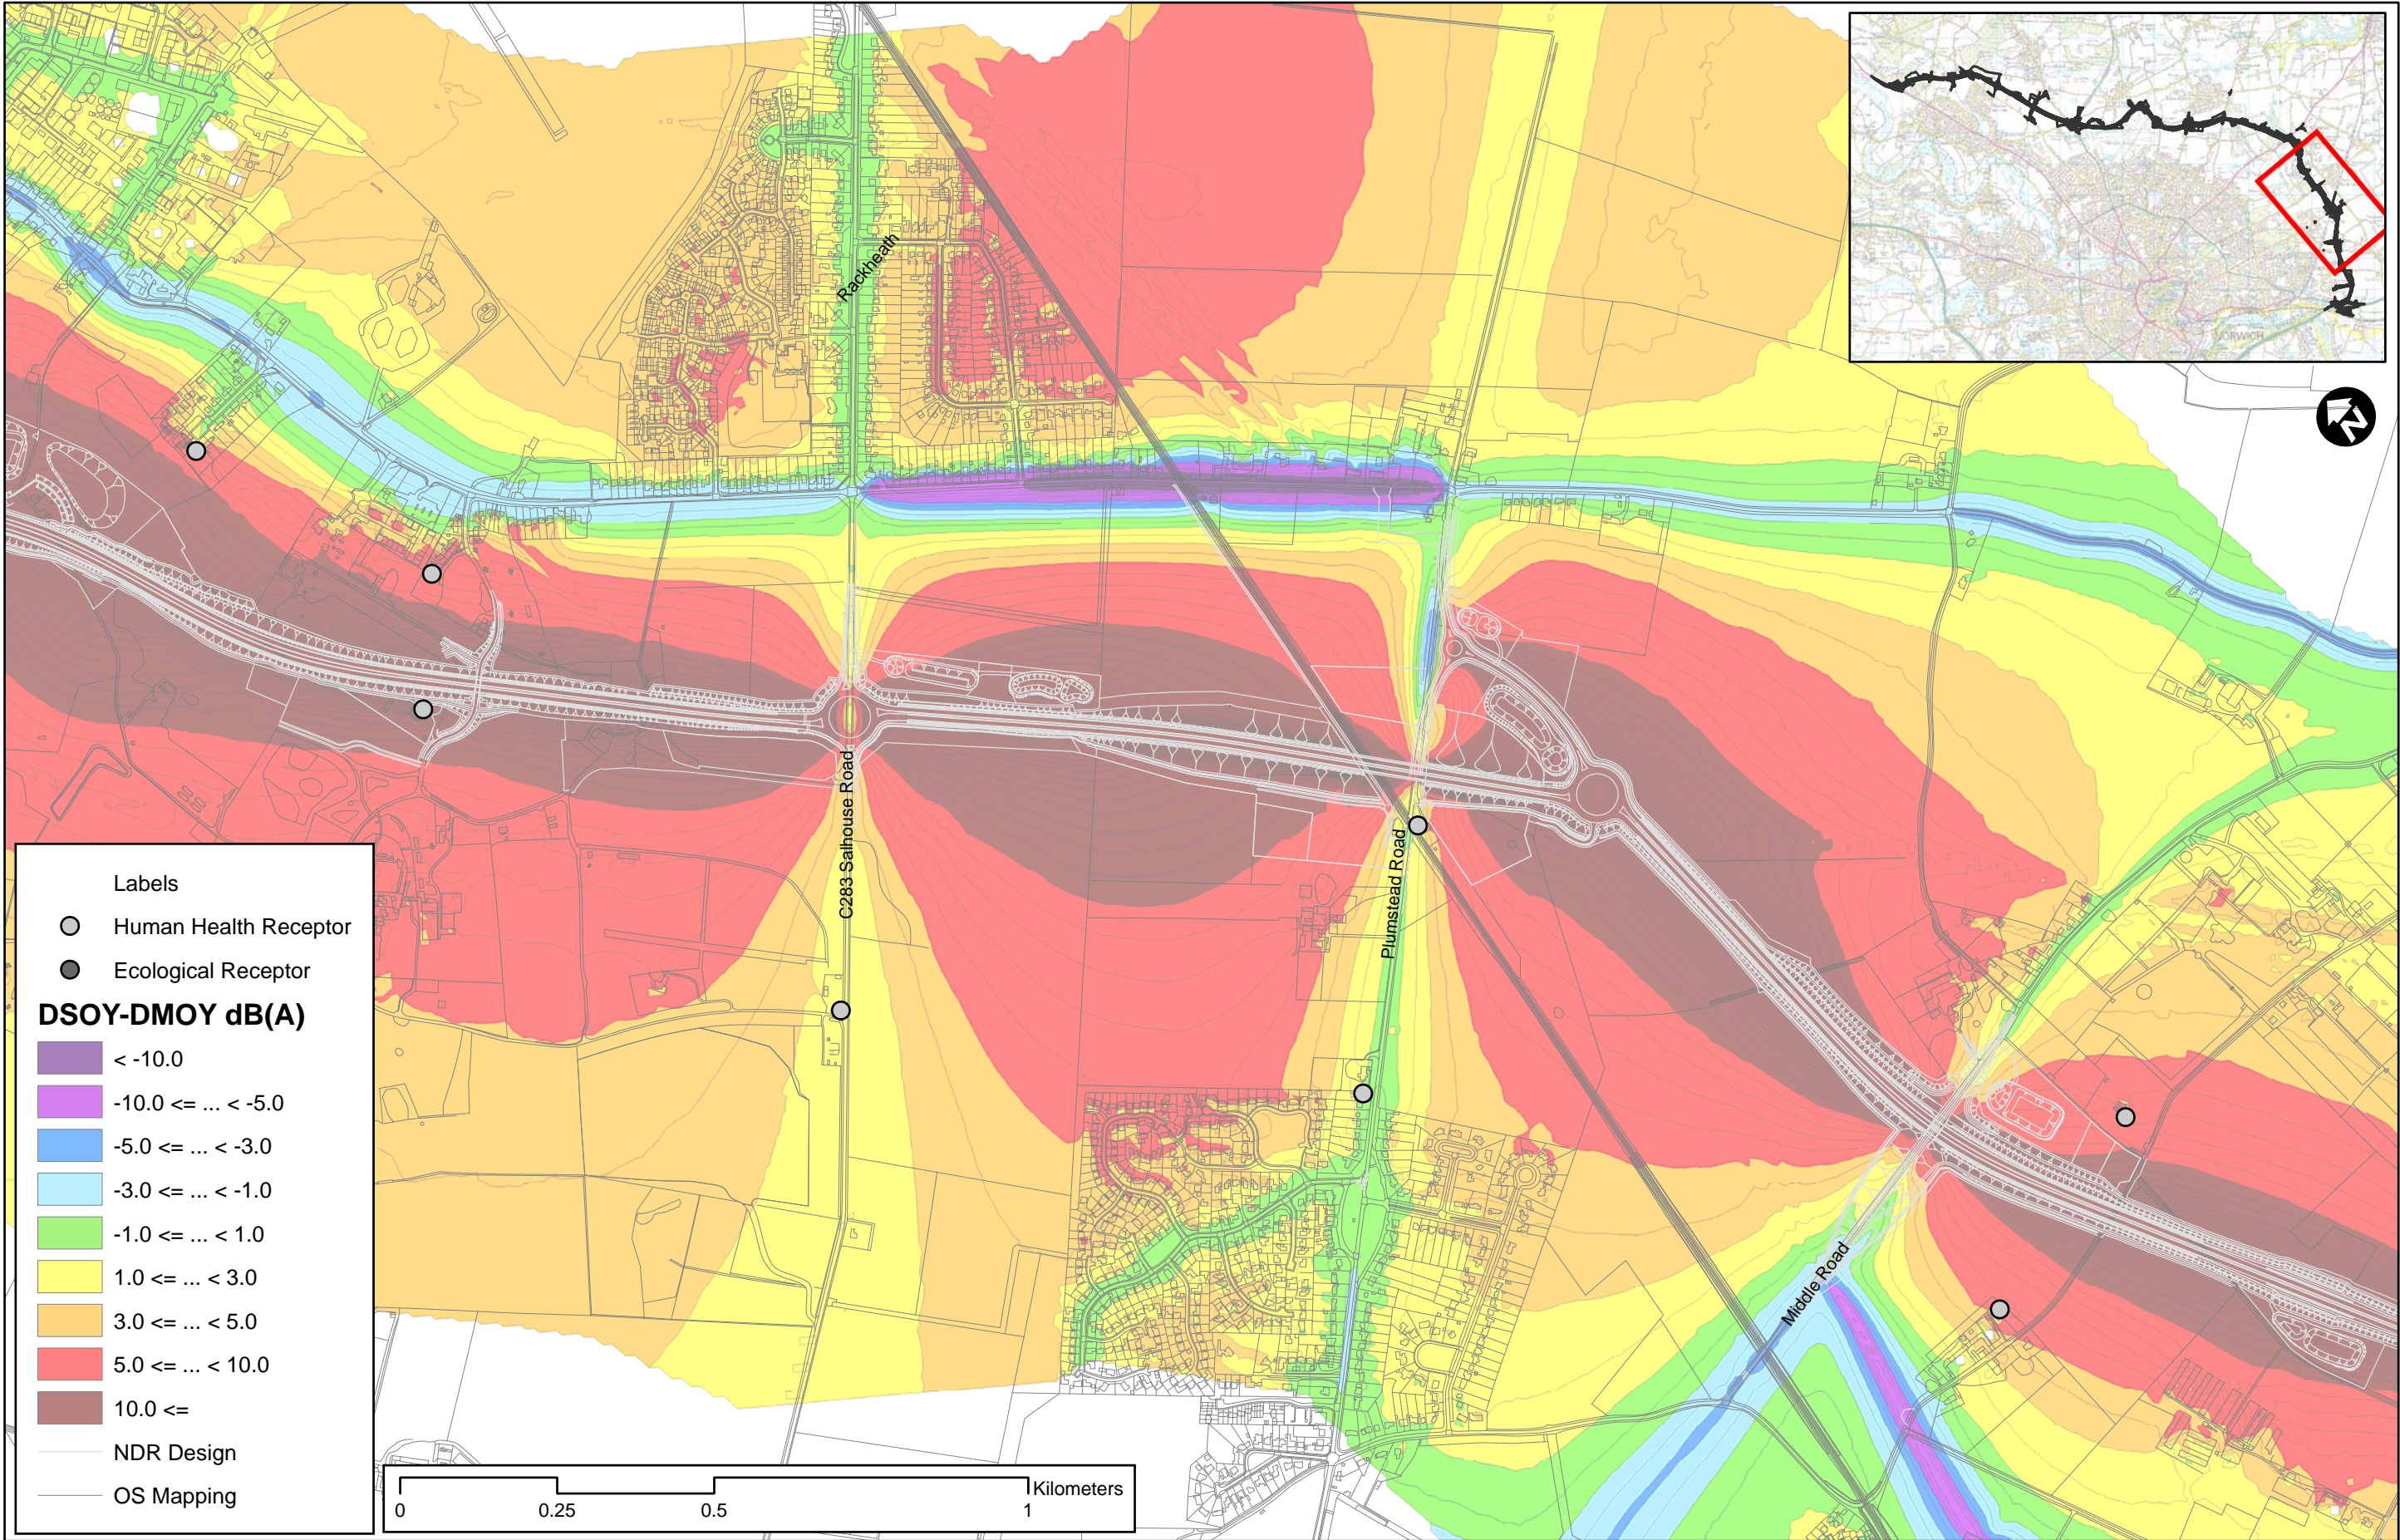 Rackheath
C283 Salhouse Road
Plumstead Road
Middle Road
NORWICH
N
Labels
Human Health Receptor
Ecological Receptor
DSOY-DMOY dB(A)
< -10.0
-10.0 <= ... < -5.0
-5.0 <= ... < -3.0
-3.0 <= ... < -1.0
-1.0 <= ... < 1.0
1.0 <= ... < 3.0
3.0 <= ... < 5.0
5.0 <= ... < 10.0
10.0 <=
NDR Design
OS Mapping
Kilometers
0 0.25 0.5 1